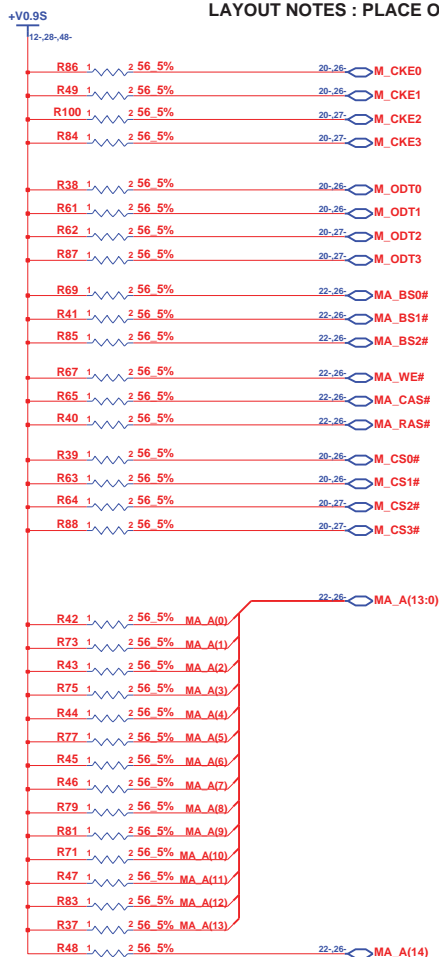 LAYOUT NOTES : PLACE O
+V0.9S
12-,28-,48-
R86 1 2 56_5% 20-,26- M_CKE0
R49 1 2 56_5% 20-,26- M_CKE1
R100 1 2 56_5% 20-,27- M_CKE2
R84 1 2 56_5% 20-,27- M_CKE3
R38 1 2 56_5% 20-,26- M_ODT0
R61 1 2 56_5% 20-,26- M_ODT1
R62 1 2 56_5% 20-,27- M_ODT2
R87 1 2 56_5% 20-,27- M_ODT3
R69 1 2 56_5% 22-,26- MA_BS0#
R41 1 2 56_5% 22-,26- MA_BS1#
R85 1 2 56_5% 22-,26- MA_BS2#
R67 1 2 56_5% 22-,26- MA_WE#
R65 1 2 56_5% 22-,26- MA_CAS#
R40 1 2 56_5% 22-,26- MA_RAS#
R39 1 2 56_5% 20-,26- M_CS0#
R63 1 2 56_5% 20-,26- M_CS1#
R64 1 2 56_5% 20-,27- M_CS2#
R88 1 2 56_5% 20-,27- M_CS3#
22-,26- MA_A(13:0)
R42 1 2 56_5% MA_A(0)
R73 1 2 56_5% MA_A(1)
R43 1 2 56_5% MA_A(2)
R75 1 2 56_5% MA_A(3)
R44 1 2 56_5% MA_A(4)
R77 1 2 56_5% MA_A(5)
R45 1 2 56_5% MA_A(6)
R46 1 2 56_5% MA_A(7)
R79 1 2 56_5% MA_A(8)
R81 1 2 56_5% MA_A(9)
R71 1 2 56_5% MA_A(10)
R47 1 2 56_5% MA_A(11)
R83 1 2 56_5% MA_A(12)
R37 1 2 56_5% MA_A(13)
R48 1 2 56_5% 22-,26- MA_A(14)